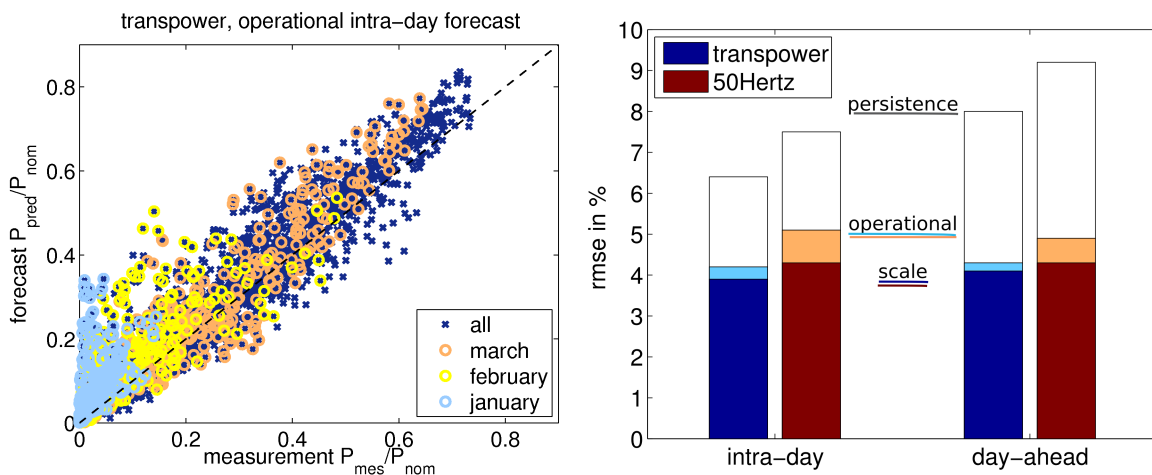 transpower, operational intra−day forecast
forecast P_pred/P_nom
0.8
0.6
0.4
0.2
0
0
0.2
0.4
0.6
0.8
measurement P_mes/P_nom
all
march
february
january
rmse in %
10
9
8
7
6
5
4
3
2
1
0
transpower
50Hertz
persistence
operational
scale
intra−day
day−ahead